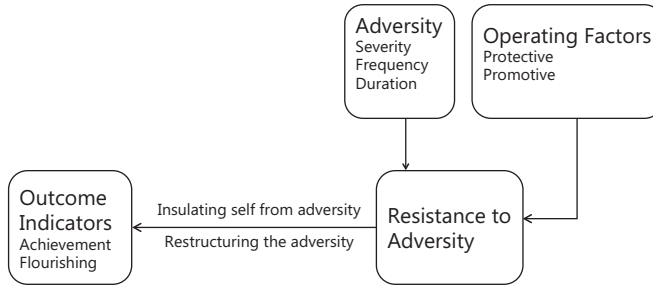 Adversity
Severity
Frequency
Duration
Operating Factors
Protective
Promotive
Outcome
Indicators
Achievement
Flourishing
Insulating self from adversity
Restructuring the adversity
Resistance to
Adversity